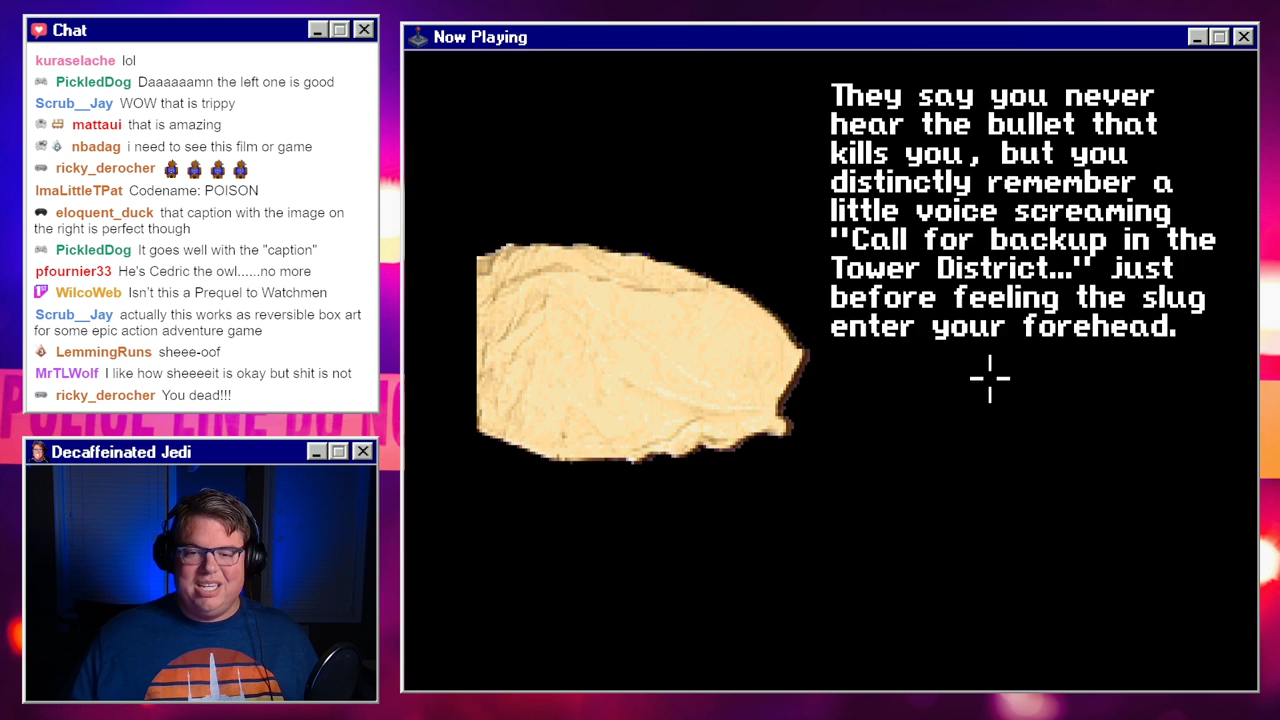 Chat
kuraselache lol
PickledDog Daaaaaamn the left one is good
Scrub__Jay WOW that is trippy
mattaui that is amazing
nbadag i need to see this film or game
ricky_derocher
ImaLittleTPat Codename: POISON
eloquent_duck that caption with the image on
the right is perfect though
PickledDog It goes well with the "caption"
pfournier33 He's Cedric the owl......no more
WilcoWeb Isn't this a Prequel to Watchmen
Scrub__Jay actually this works as reversible box art
for some epic action adventure game
LemmingRuns sheee-oof
MrTLWolf I like how sheeeeit is okay but shit is not
ricky_derocher You dead!!!
POLICE LINE DO NO
Decaffeinated Jedi
Now Playing
They say you never
hear the bullet that
kills you, but you
distinctly remember a
little voice screaming
"Call for backup in the
Tower District..." just
before feeling the slug
enter your forehead.